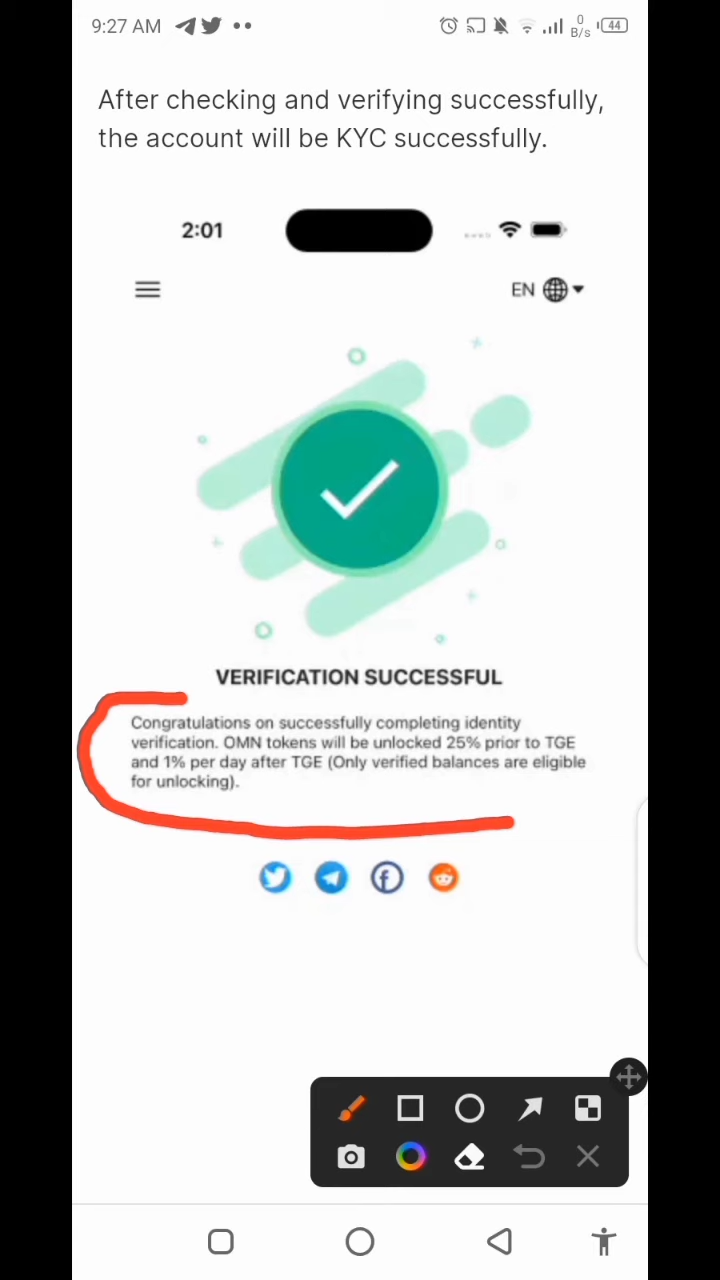 9:27 AM
0
B/s
44
After checking and verifying successfully,
the account will be KYC successfully.
2:01
EN
VERIFICATION SUCCESSFUL
Congratulations on successfully completing identity
verification. OMN tokens will be unlocked 25% prior to TGE
and 1% per day after TGE (Only verified balances are eligible
for unlocking).